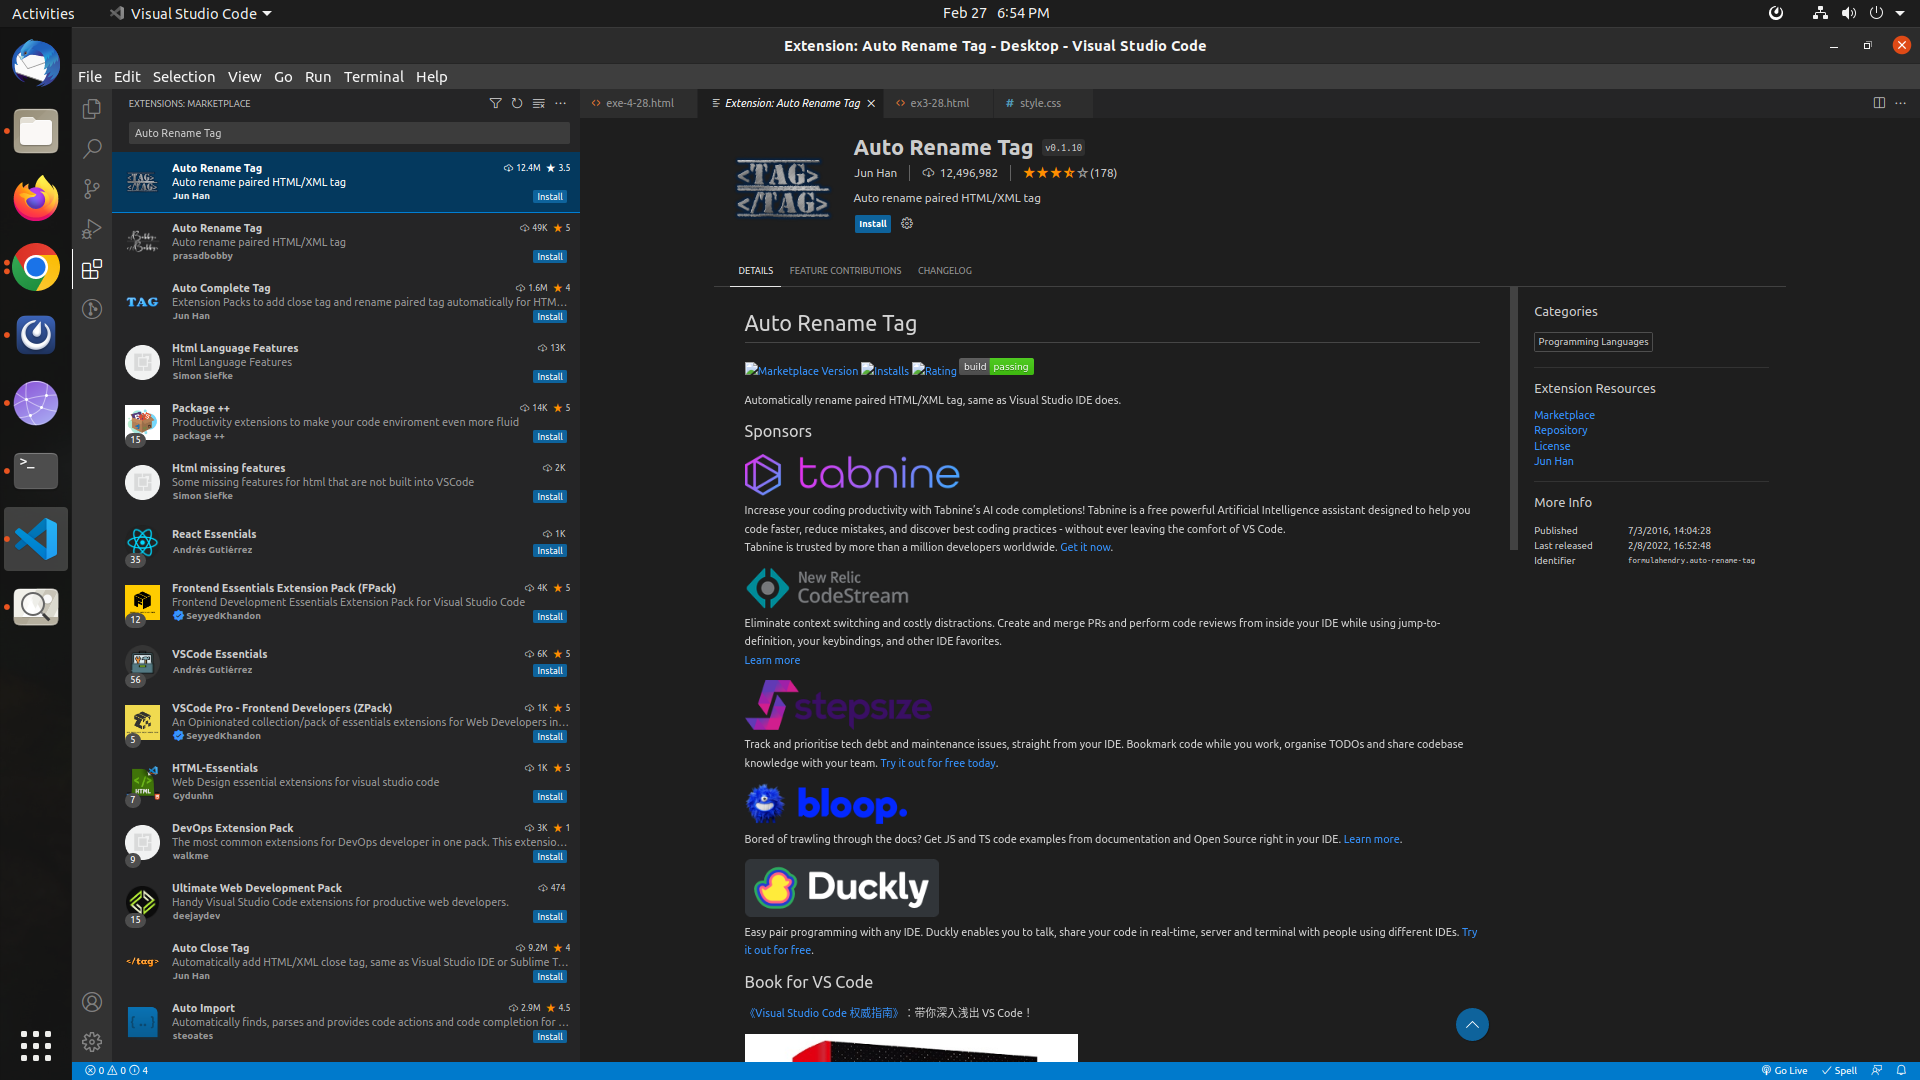 Activities
Visual Studio Code
Feb 27 6:54 PM
Extension: Auto Rename Tag - Desktop - Visual Studio Code
File Edit Selection View Go Run Terminal Help
EXTENSIONS: MARKETPLACE
Auto Rename Tag
Auto Rename Tag 12.4M ★ 3.5
Auto rename paired HTML/XML tag
Jun Han Install
Auto Rename Tag 49K ★ 5
Auto rename paired HTML/XML tag
prasadbobby Install
TAG
Auto Complete Tag 1.6M ★ 4
Extension Packs to add close tag and rename paired tag automatically for HTM...
Jun Han Install
Html Language Features 13K
Html Language Features
Simon Siefke Install
Package ++ 14K ★ 5
Productivity extensions to make your code enviroment even more fluid
15 package ++ Install
Html missing features 2K
Some missing features for html that are not built into VSCode
Simon Siefke Install
React Essentials 1K
Andrés Gutiérrez Install
35
Frontend Essentials Extension Pack (FPack) 4K ★ 5
Frontend Development Essentials Extension Pack for Visual Studio Code
12 SeyyedKhandon Install
VSCode Essentials 6K ★ 5
Andrés Gutiérrez Install
56
VSCode Pro - Frontend Developers (ZPack) 1K ★ 5
An Opinionated collection/pack of essentials extensions for Web Developers in...
5 SeyyedKhandon Install
HTML-Essentials 1K ★ 5
Web Design essential extensions for visual studio code
HTML
7 Gydunhn Install
DevOps Extension Pack 3K ★ 1
The most common extensions for DevOps developer in one pack. This extensio...
9 walkme Install
Ultimate Web Development Pack 474
Handy Visual Studio Code extensions for productive web developers.
15 deejaydev Install
</tag>
Auto Close Tag 9.2M ★ 4
Automatically add HTML/XML close tag, same as Visual Studio IDE or Sublime T...
Jun Han Install
Auto Import 2.9M ★ 4.5
Automatically finds, parses and provides code actions and code completion for ...
steoates Install
exe-4-28.html
Extension: Auto Rename Tag
ex3-28.html
# style.css
<TAG>
</TAG>
Auto Rename Tag v0.1.10
Jun Han 12,496,982 (178)
Auto rename paired HTML/XML tag
Install
DETAILS FEATURE CONTRIBUTIONS CHANGELOG
Auto Rename Tag
Marketplace Version Installs Rating build passing
Automatically rename paired HTML/XML tag, same as Visual Studio IDE does.
Sponsors
tabnine
Increase your coding productivity with Tabnine's AI code completions! Tabnine is a free powerful Artificial Intelligence assistant designed to help you
code faster, reduce mistakes, and discover best coding practices - without ever leaving the comfort of VS Code.
Tabnine is trusted by more than a million developers worldwide. Get it now.
New Relic
CodeStream
Eliminate context switching and costly distractions. Create and merge PRs and perform code reviews from inside your IDE while using jump-to-
definition, your keybindings, and other IDE favorites.
Learn more
stepsize
Track and prioritise tech debt and maintenance issues, straight from your IDE. Bookmark code while you work, organise TODOs and share codebase
knowledge with your team. Try it out for free today.
bloop.
Bored of trawling through the docs? Get JS and TS code examples from documentation and Open Source right in your IDE. Learn more.
Duckly
Easy pair programming with any IDE. Duckly enables you to talk, share your code in real-time, server and terminal with people using different IDEs. Try
it out for free.
Book for VS Code
《Visual Studio Code 权威指南》：带你深入浅出 VS Code！
Categories
Programming Languages
Extension Resources
Marketplace
Repository
License
Jun Han
More Info
Published 7/3/2016, 14:04:28
Last released 2/8/2022, 16:52:48
Identifier formulahendry.auto-rename-tag
0 0 4
Go Live Spell